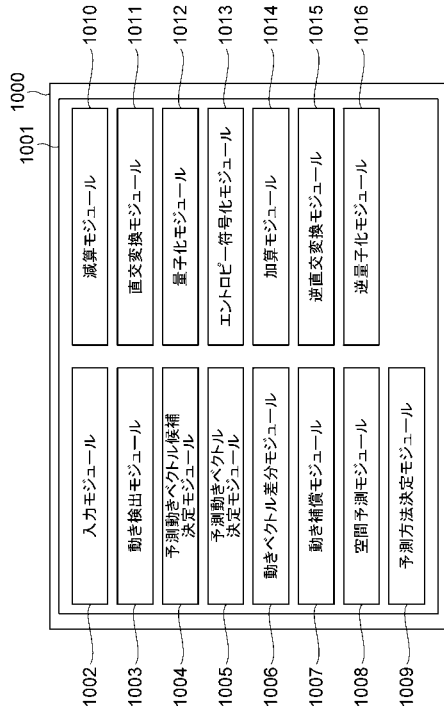 1000
1001
1002
入力モジュール
1003
動き検出モジュール
1004
予測動きベクトル候補
決定モジュール
1005
予測動きベクトル
決定モジュール
1006
動きベクトル差分モジュール
1007
動き補償モジュール
1008
空間予測モジュール
1009
予測方法決定モジュール
減算モジュール
1010
直交変換モジュール
1011
量子化モジュール
1012
エントロピー符号化モジュール
1013
加算モジュール
1014
逆直交変換モジュール
1015
逆量子化モジュール
1016